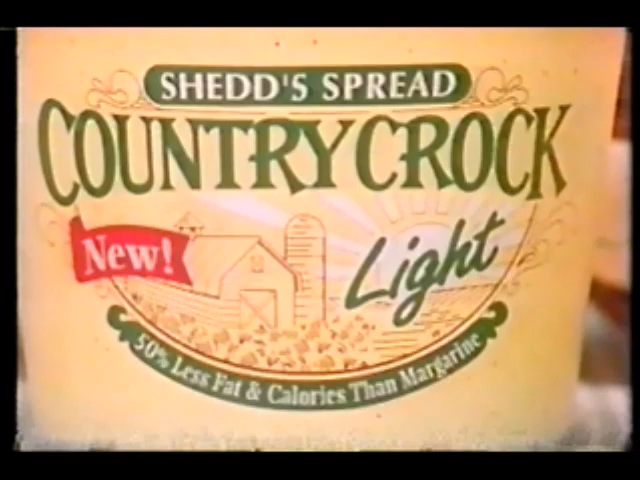 SHEDD'S SPREAD
COUNTRY CROCK
New!
Light
50% Less Fat & Calories Than Margarine